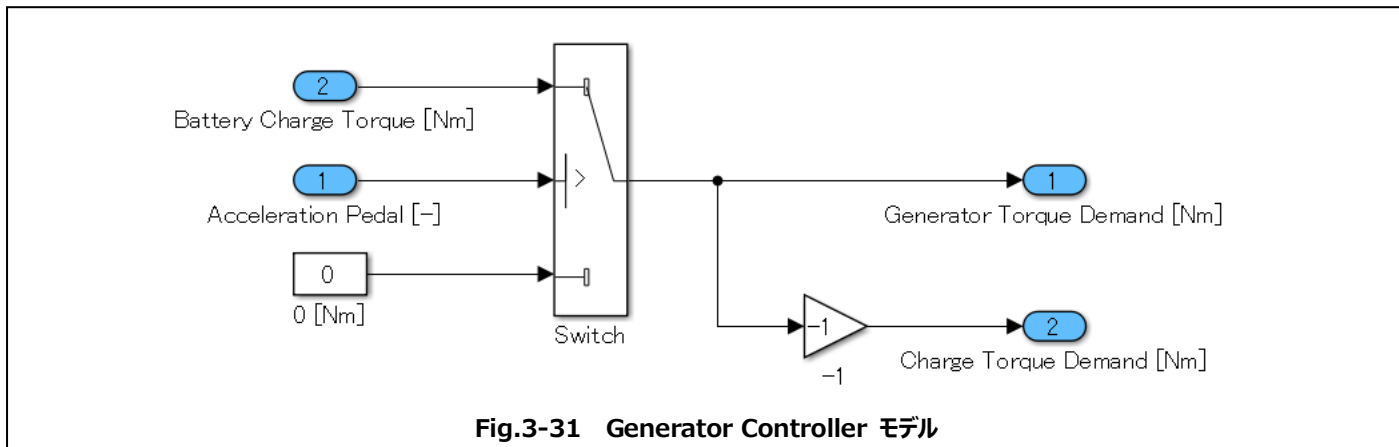 2
Battery Charge Torque [Nm]
1
Acceleration Pedal [-]
0
0 [Nm]
>
Switch
1
Generator Torque Demand [Nm]
-1
-1
2
Charge Torque Demand [Nm]
Fig.3-31 Generator Controller モデル